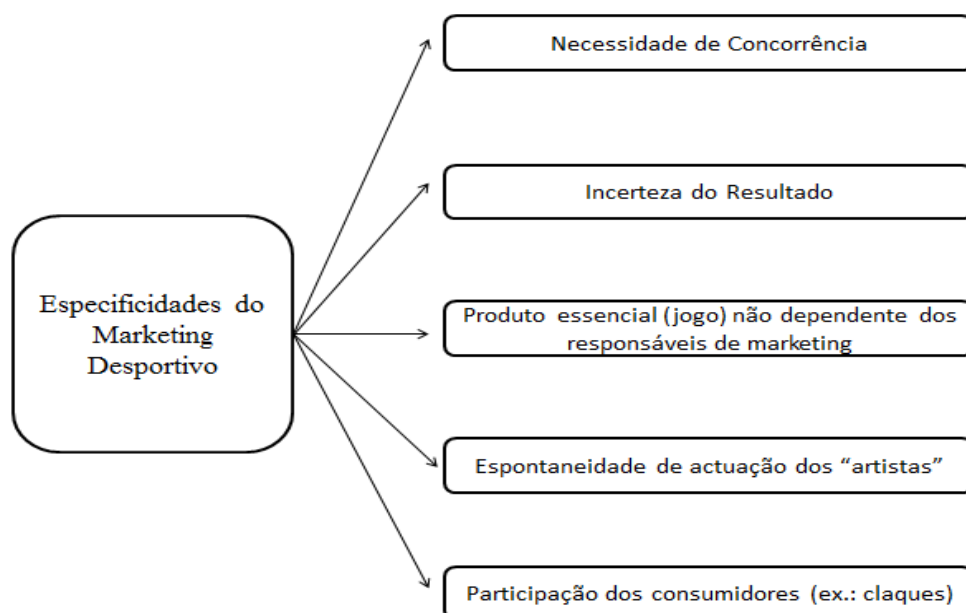 Necessidade de Concorrência
Incerteza do Resultado
Especificidades do
Marketing
Desportivo
Produto essencial (jogo) não dependente dos
responsáveis de marketing
Espontaneidade de actuação dos “artistas”
Participação dos consumidores (ex.: claques)